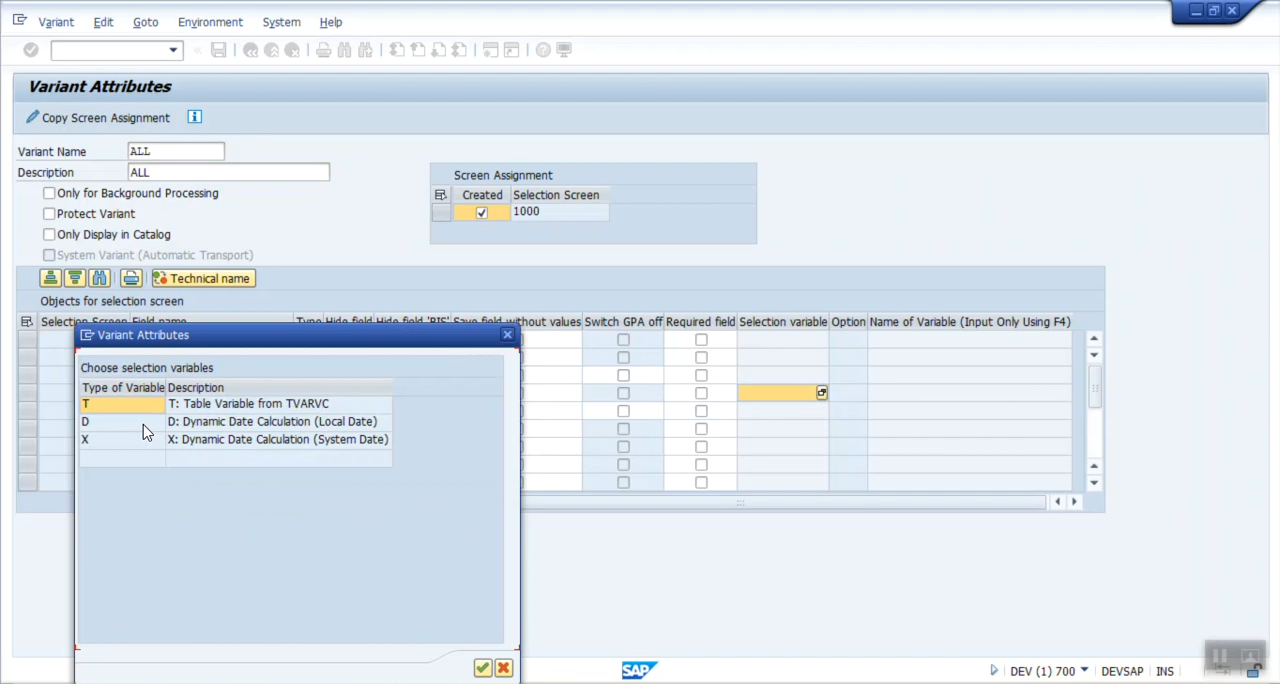 Variant Edit Goto Environment System Help
Variant Attributes
Copy Screen Assignment
Variant Name ALL
Description ALL
Only for Background Processing
Protect Variant
Only Display in Catalog
System Variant (Automatic Transport)
Screen Assignment
Created Selection Screen
1000
Technical name
Objects for selection screen
Selection Screen Field name Type Hide field Hide field 'BIS' Save field without values Switch GPA off Required field Selection variable Option Name of Variable (Input Only Using F4)
Variant Attributes
Choose selection variables
Type of Variable Description
T T: Table Variable from TVARVC
D D: Dynamic Date Calculation (Local Date)
X X: Dynamic Date Calculation (System Date)
SAP DEV (1) 700 DEVSAP INS